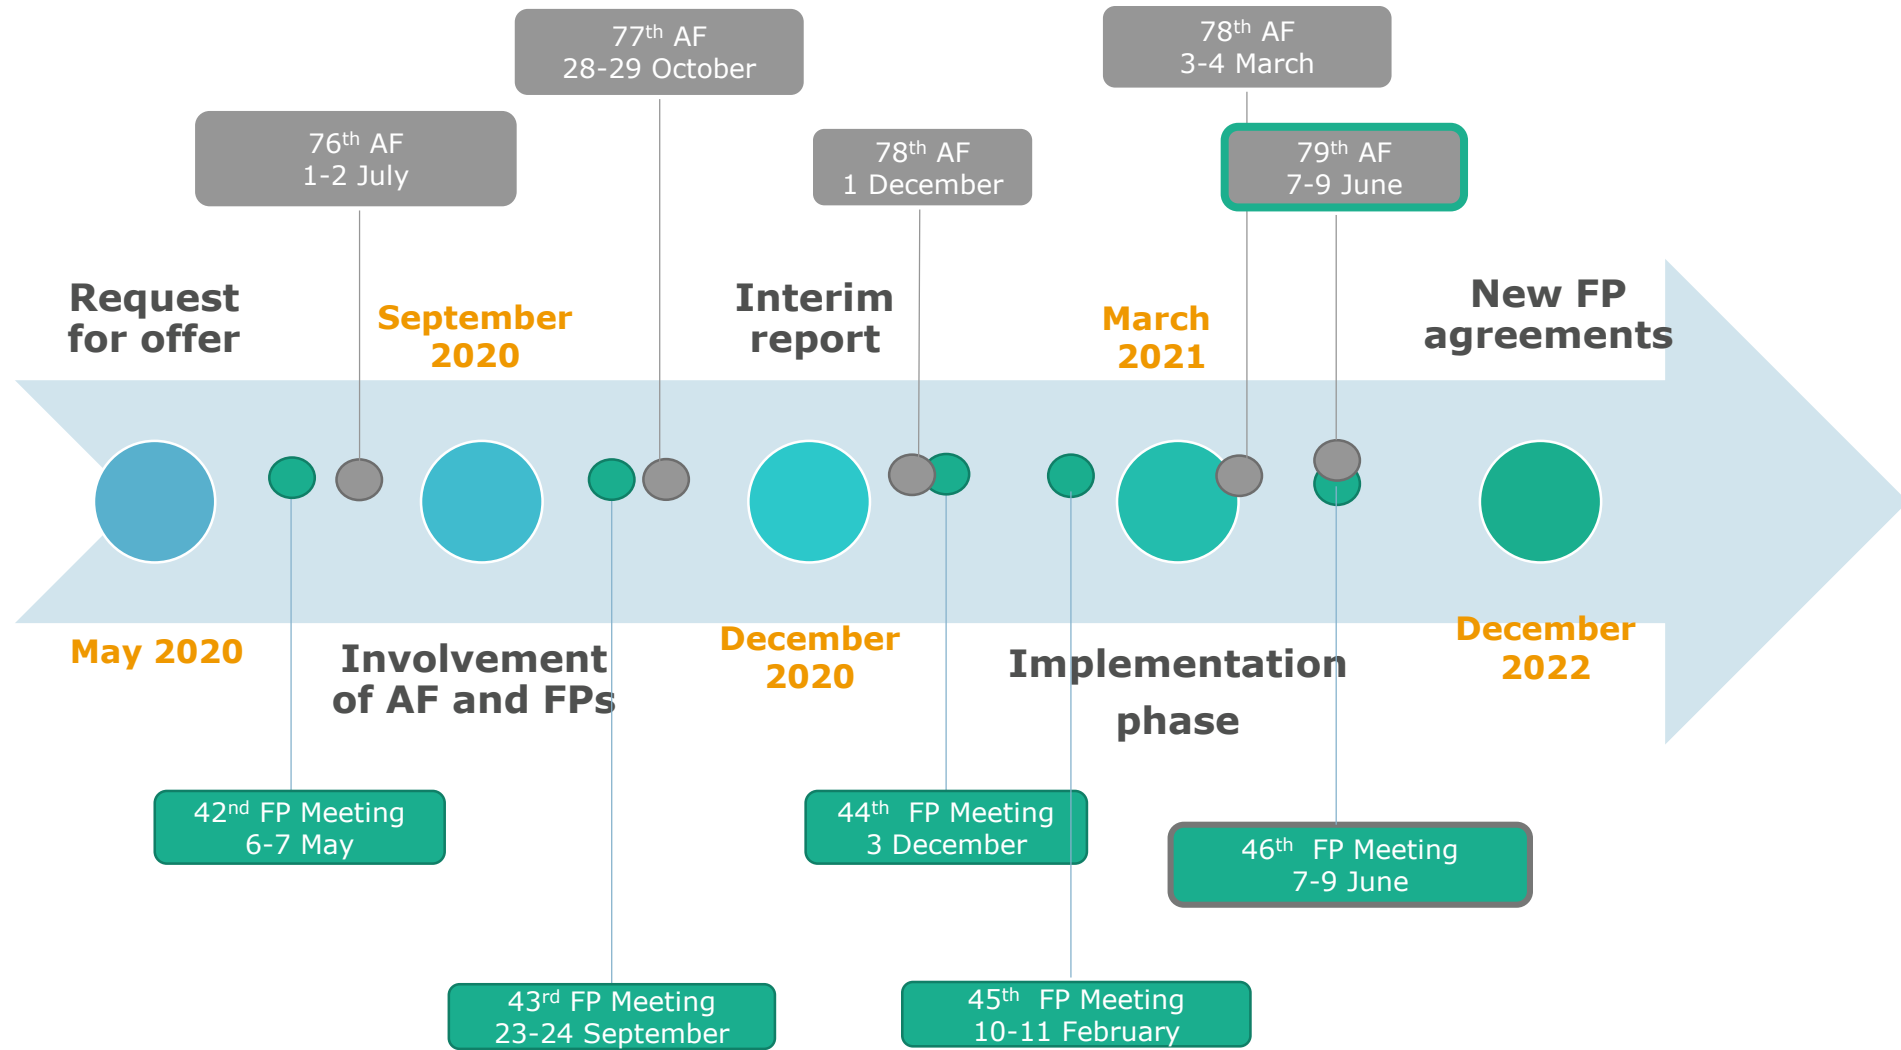 77th AF
28-29 October
78th AF
3-4 March
76th AF
1-2 July
78th AF
1 December
79th AF
7-9 June
Request
for offer
September
2020
Interim
report
March
2021
New FP
agreements
May 2020
Involvement
of AF and FPs
December
2020
Implementation
phase
December
2022
42nd FP Meeting
6-7 May
44th FP Meeting
3 December
46th FP Meeting
7-9 June
43rd FP Meeting
23-24 September
45th FP Meeting
10-11 February